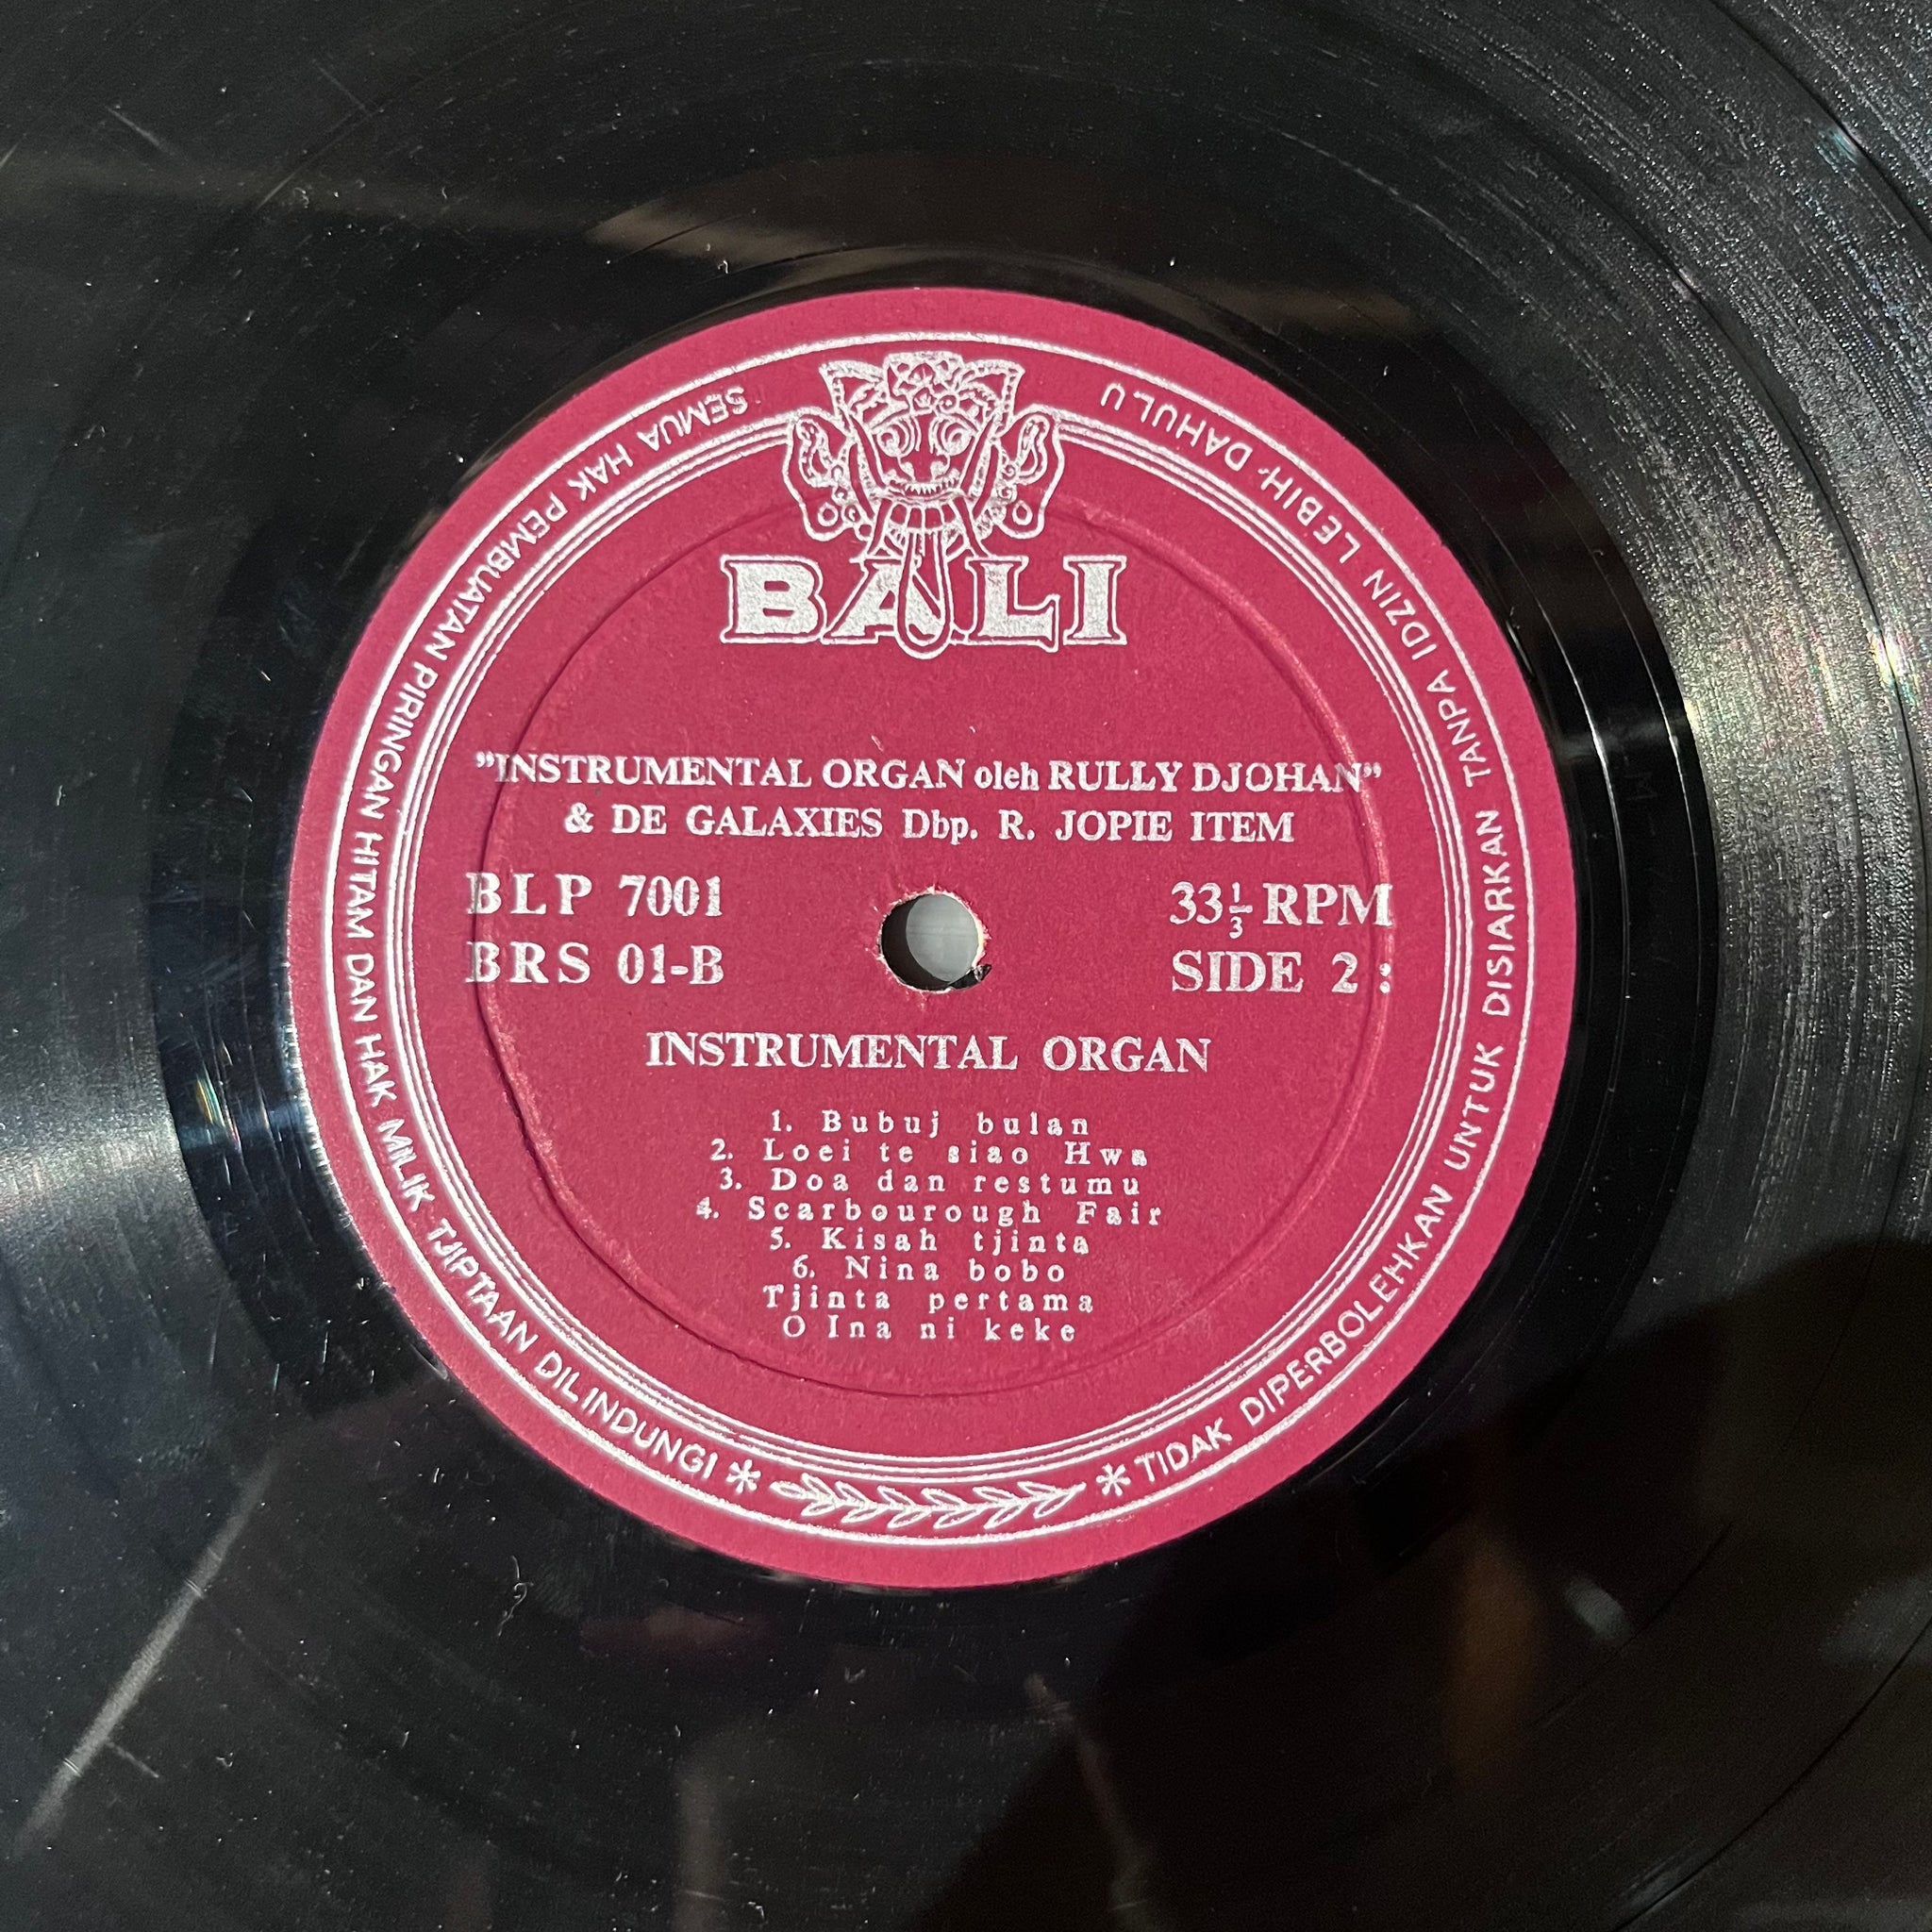 SEMUA HAK PEMBUATAN PIRINGAN HITAM DAN HAK MILIK TJIPTAAN DILINDUNGI * * TIDAK DIPERBOLEHKAN UNTUK DISIARKAN TANPA IDZIN LEBIH DAHULU
BALI
"INSTRUMENTAL ORGAN oleh RULLY DJOHAN"
& DE GALAXIES Dbp. R. JOPIE ITEM
BLP 7001
33⅓ RPM
BRS 01-B
SIDE 2 :
INSTRUMENTAL ORGAN
1. Bubuj bulan
2. Loei te siao Hwa
3. Doa dan restumu
4. Scarbourough Fair
5. Kisah tjinta
6. Nina bobo
Tjinta pertama
O Ina ni keke